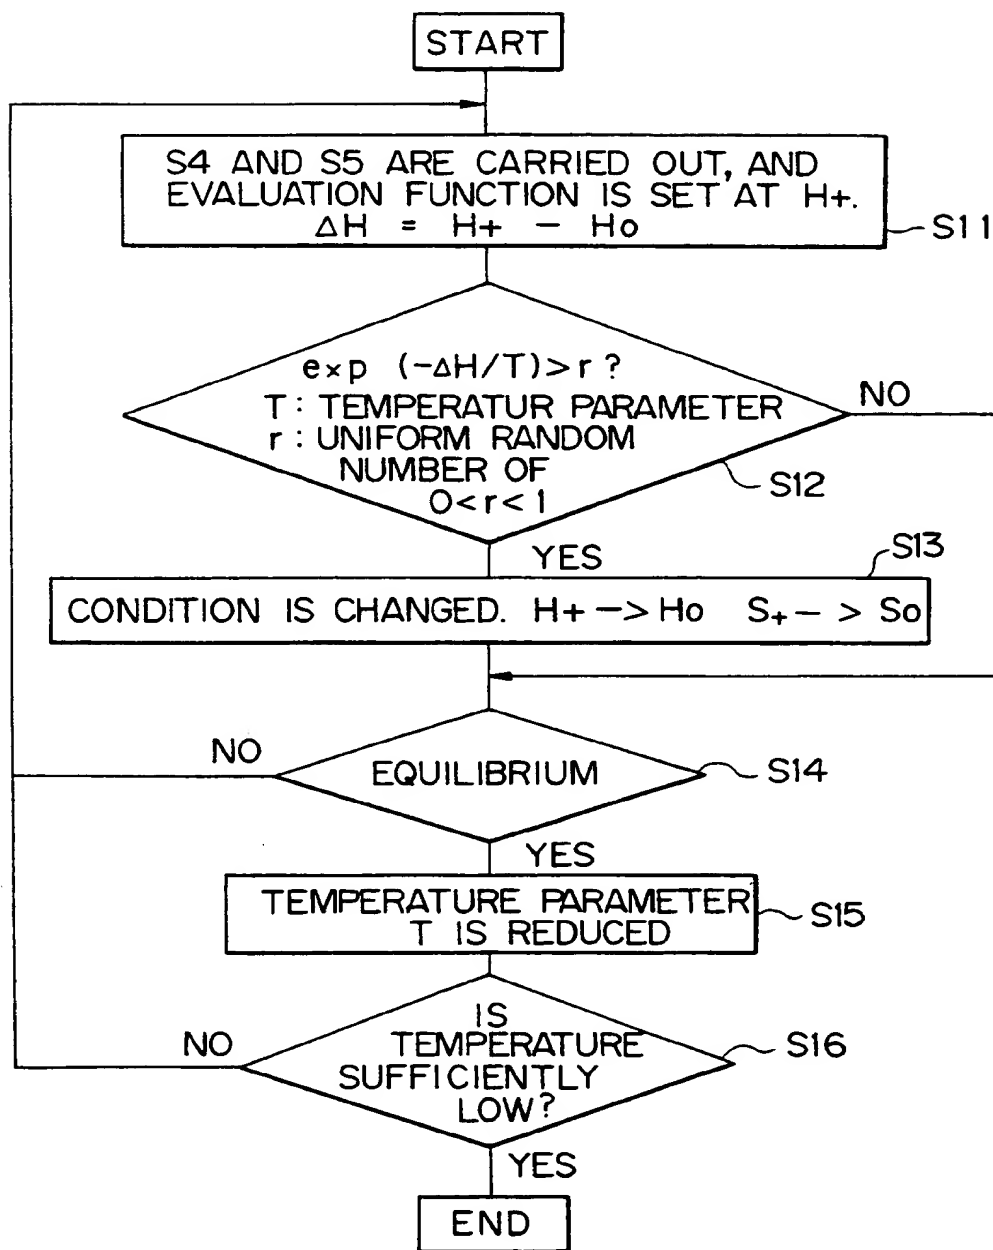 START
S4 AND S5 ARE CARRIED OUT, AND
EVALUATION FUNCTION IS SET AT H+.
ΔH = H+ - Ho
S11
exp (-ΔH/T)>r?
T: TEMPERATUR PARAMETER
r: UNIFORM RANDOM
NUMBER OF
0<r<1
NO
S12
YES
S13
CONDITION IS CHANGED. H+ -> Ho S+ - > So
NO
EQUILIBRIUM
S14
YES
TEMPERATURE PARAMETER
T IS REDUCED
S15
IS
TEMPERATURE
SUFFICIENTLY
LOW?
NO
S16
YES
END